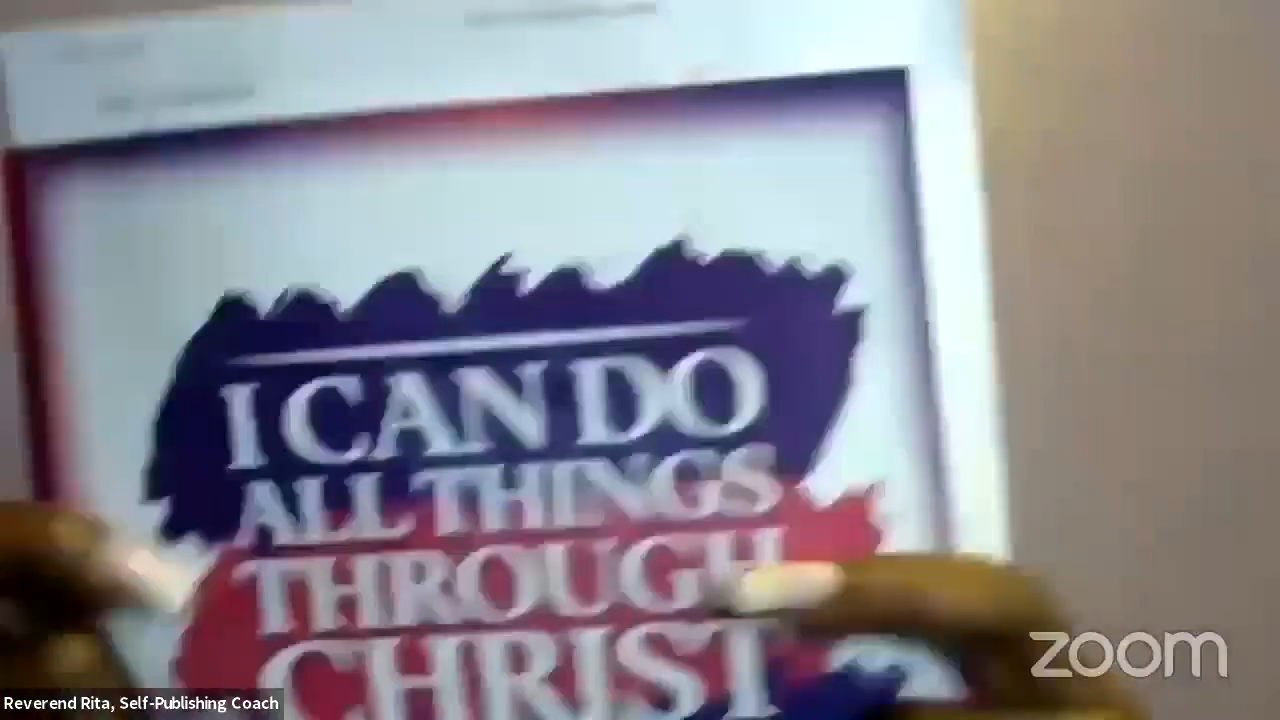 I CAN DO
ALL THINGS
THROUGH
CHRIST
zoom
Reverend Rita, Self-Publishing Coach